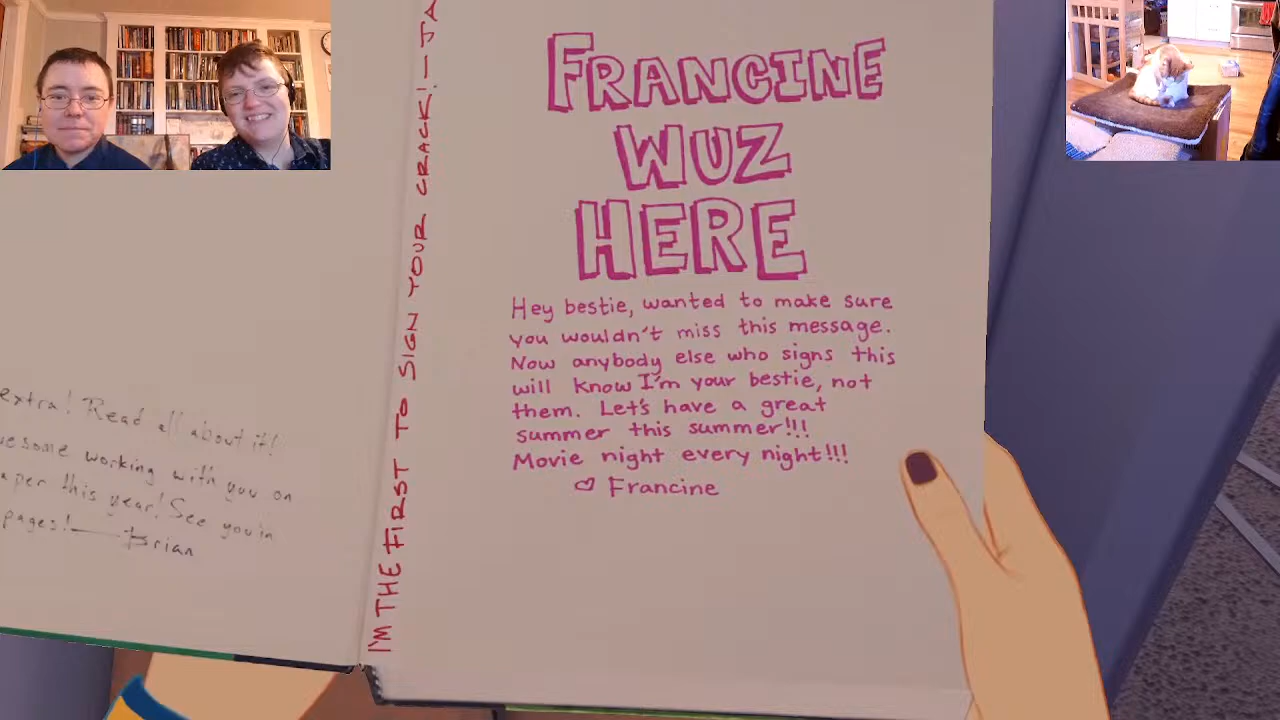 extra! Read all about it!
working with you on
this year! See you in
pages! — Brian
I'M THE FIRST TO SIGN YOUR CRACK! —
FRANCINE
WUZ
HERE
Hey bestie, wanted to make sure
you wouldn't miss this message.
Now anybody else who signs this
will know I'm your bestie, not
them. Let's have a great
summer this summer!!!
Movie night every night!!!
♡ Francine